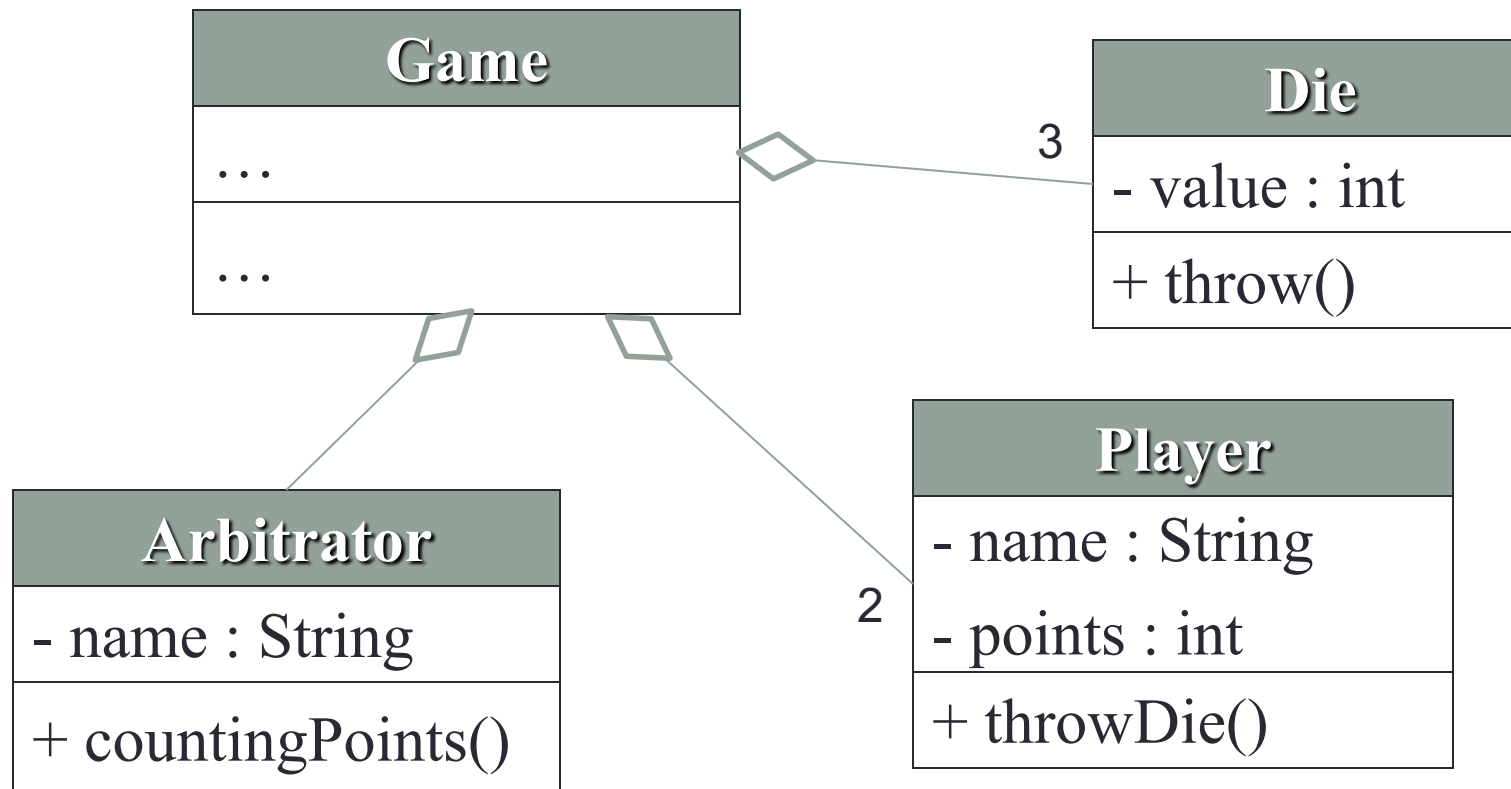 Game
…
…
3
Die
- value : int
+ throw()
Arbitrator
- name : String
+ countingPoints()
2
Player
- name : String
- points : int
+ throwDie()